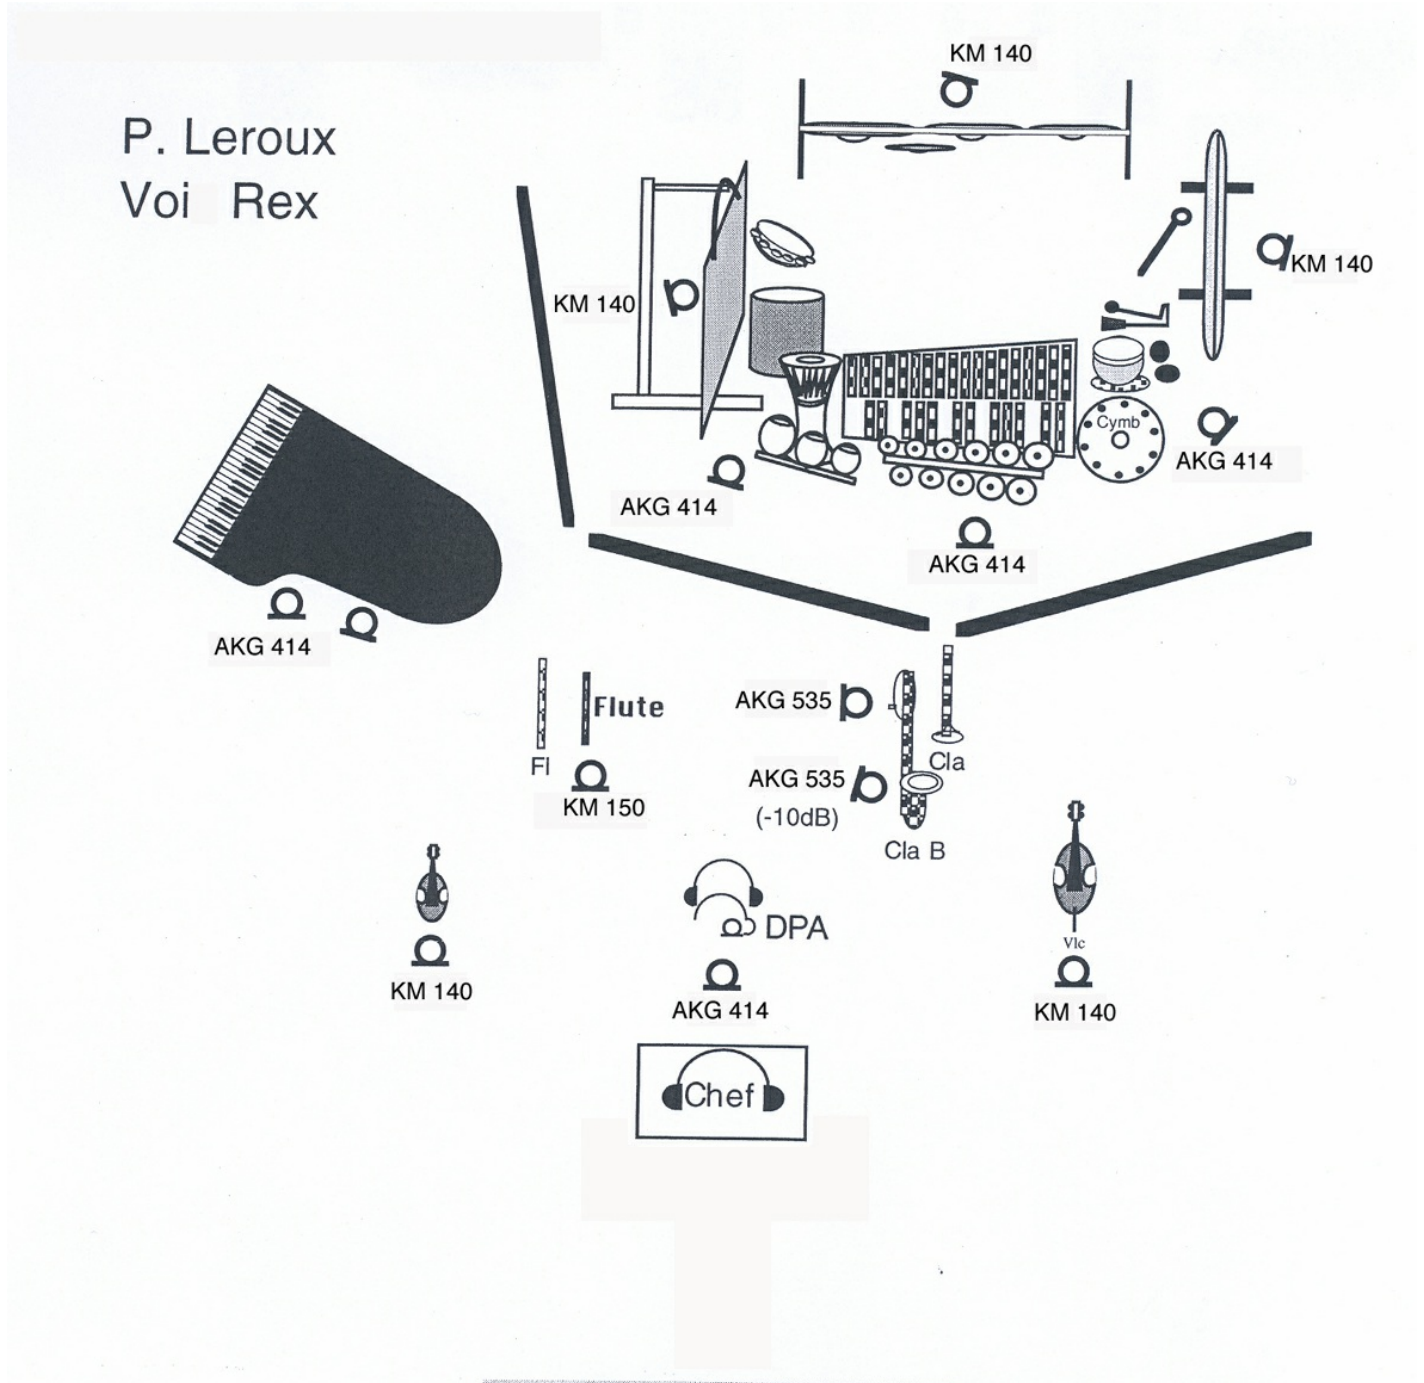 P. Leroux
Voi Rex
KM 140
KM 140
KM 140
Cymb
AKG 414
AKG 414
AKG 414
AKG 414
Flute
Fl
KM 150
AKG 535
AKG 535
(-10dB)
Cla
Cla B
DPA
Vlc
KM 140
AKG 414
KM 140
Chef